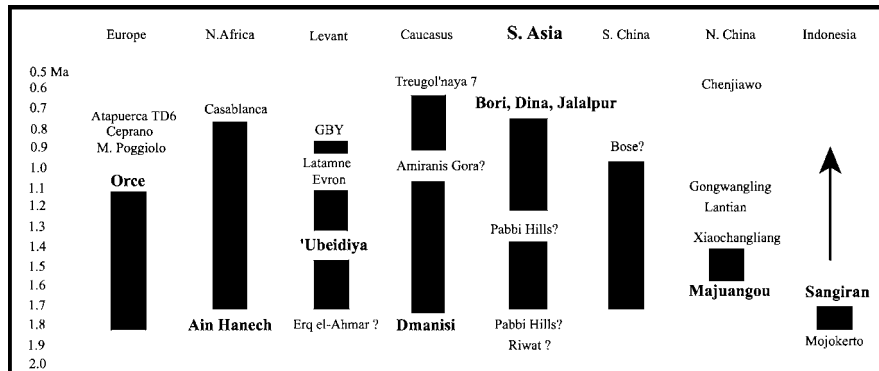 Europe N.Africa Levant Caucasus S. Asia S. China N. China Indonesia
0.5 Ma
Treugol'naya 7 Chenjiawo
0.6
Bori, Dina, Jalalpur
0.7 Casablanca
Atapuerca TD6
0.8 Ceprano GBY
0.9 M. Poggiolo Bose?
1.0 Latamne Amiranis Gora?
Orce Evron
1.1 Gongwangling
1.2 Lantian
1.3 Pabbi Hills? Xiaochangliang
1.4 'Ubeidiya
1.5
1.6 Majuangou Sangiran
1.7
1.8 Ain Hanech Erq el-Ahmar ? Dmanisi Pabbi Hills?
1.9 Riwat ? Mojokerto
2.0